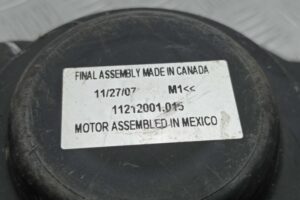 FINAL ASSEMBLY MADE IN CANADA
11/27/07 M1<<
11212001.015
MOTOR ASSEMBLED IN MEXICO